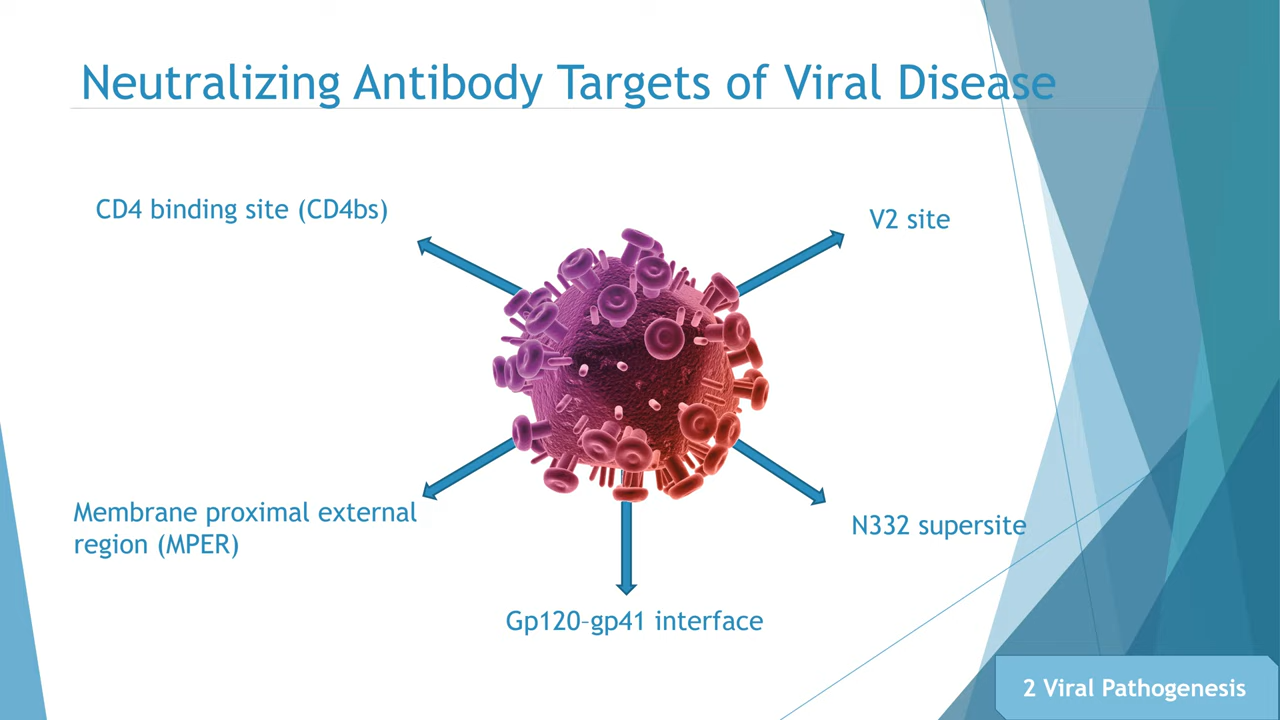 Neutralizing Antibody Targets of Viral Disease
CD4 binding site (CD4bs)
V2 site
Membrane proximal external
region (MPER)
N332 supersite
Gp120–gp41 interface
2 Viral Pathogenesis